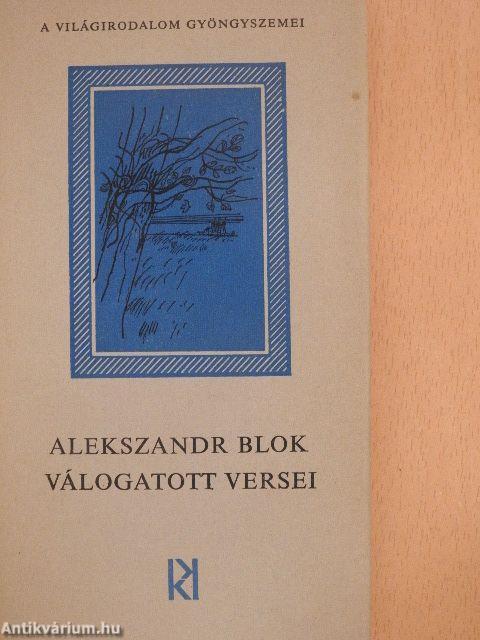 A VILÁGIRODALOM GYÖNGYSZEMEI
ALEKSZANDR BLOK
VÁLOGATOTT VERSEI
Antikvárium.hu